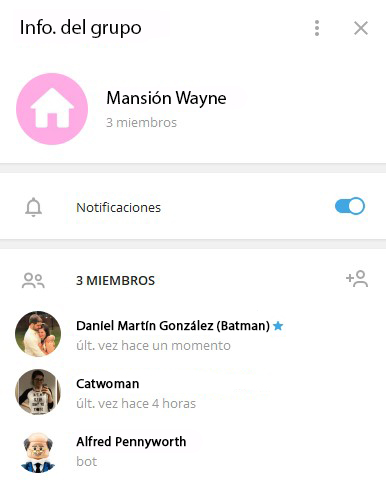 Info. del grupo
Mansión Wayne
3 miembros
Notificaciones
3 MIEMBROS
Daniel Martín González (Batman)
últ. vez hace un momento
Catwoman
últ. vez hace 4 horas
Alfred Pennyworth
bot